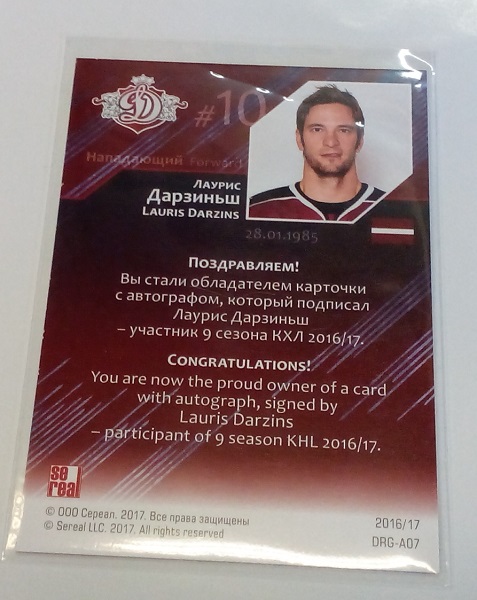 #10
Нападающий Forward
Лаурис
Дарзиньш
Lauris Darzins
28.01.1985
Поздравляем!
Вы стали обладателем карточки
с автографом, который подписал
Лаурис Дарзиньш
– участник 9 сезона КХЛ 2016/17.
Congratulations!
You are now the proud owner of a card
with autograph, signed by
Lauris Darzins
– participant of 9 season KHL 2016/17.
se
real
© ООО Сереал. 2017. Все права защищены
© Sereal LLC. 2017. All rights reserved
2016/17
DRG-A07